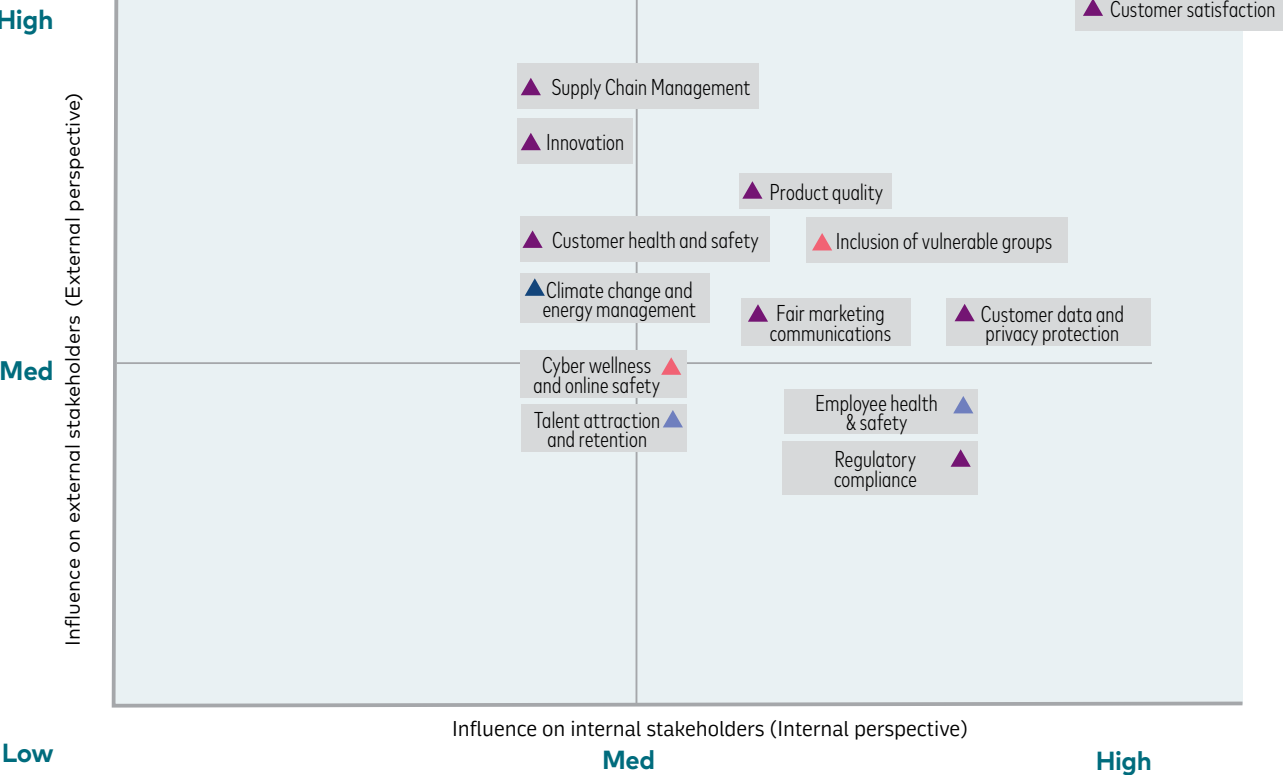 High
Customer satisfaction
Supply Chain Management
Innovation
Product quality
Customer health and safety
Inclusion of vulnerable groups
Climate change and
energy management
Fair marketing
communications
Customer data and
privacy protection
Influence on external stakeholders (External perspective)
Med
Cyber wellness
and online safety
Talent attraction
and retention
Employee health
& safety
Regulatory
compliance
Influence on internal stakeholders (Internal perspective)
Low
Med
High